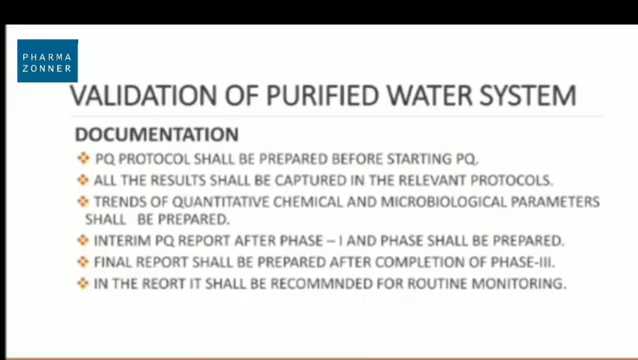 PHARMA
ZONNER
VALIDATION OF PURIFIED WATER SYSTEM
DOCUMENTATION
PQ PROTOCOL SHALL BE PREPARED BEFORE STARTING PQ.
ALL THE RESULTS SHALL BE CAPTURED IN THE RELEVANT PROTOCOLS.
TRENDS OF QUANTITATIVE CHEMICAL AND MICROBIOLOGICAL PARAMETERS
SHALL BE PREPARED.
INTERIM PQ REPORT AFTER PHASE – I AND PHASE SHALL BE PREPARED.
FINAL REPORT SHALL BE PREPARED AFTER COMPLETION OF PHASE-III.
IN THE REORT IT SHALL BE RECOMMNDED FOR ROUTINE MONITORING.